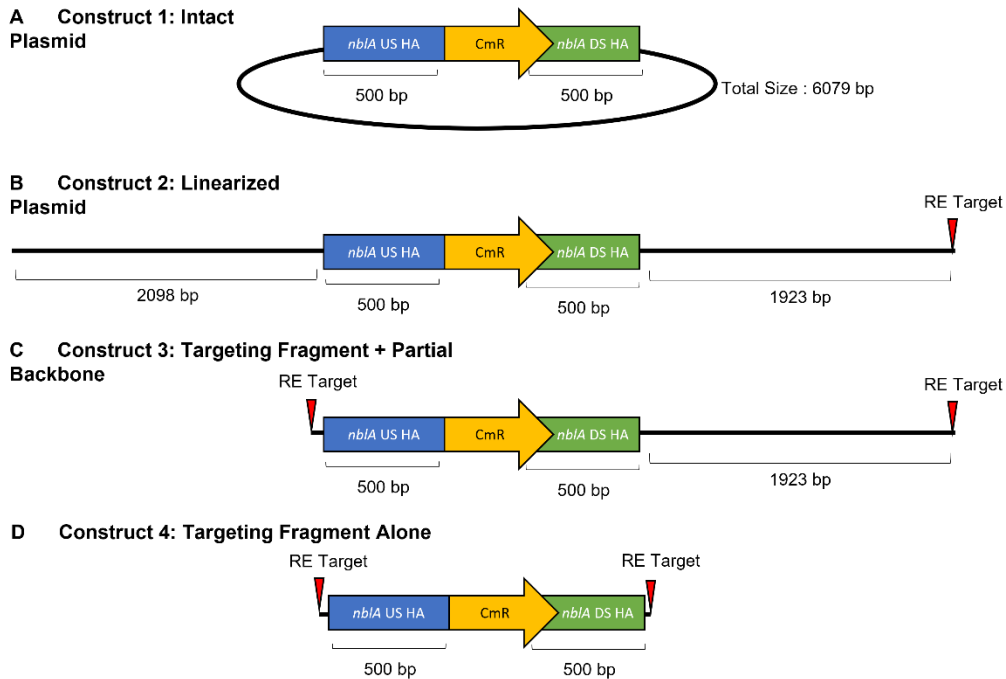 A Construct 1: Intact
Plasmid
nblA US HA CmR nblA DS HA
500 bp 500 bp
Total Size : 6079 bp
B Construct 2: Linearized
Plasmid
RE Target
nblA US HA CmR nblA DS HA
2098 bp 500 bp 500 bp 1923 bp
C Construct 3: Targeting Fragment + Partial
Backbone
RE Target RE Target
nblA US HA CmR nblA DS HA
500 bp 500 bp 1923 bp
D Construct 4: Targeting Fragment Alone
RE Target RE Target
nblA US HA CmR nblA DS HA
500 bp 500 bp